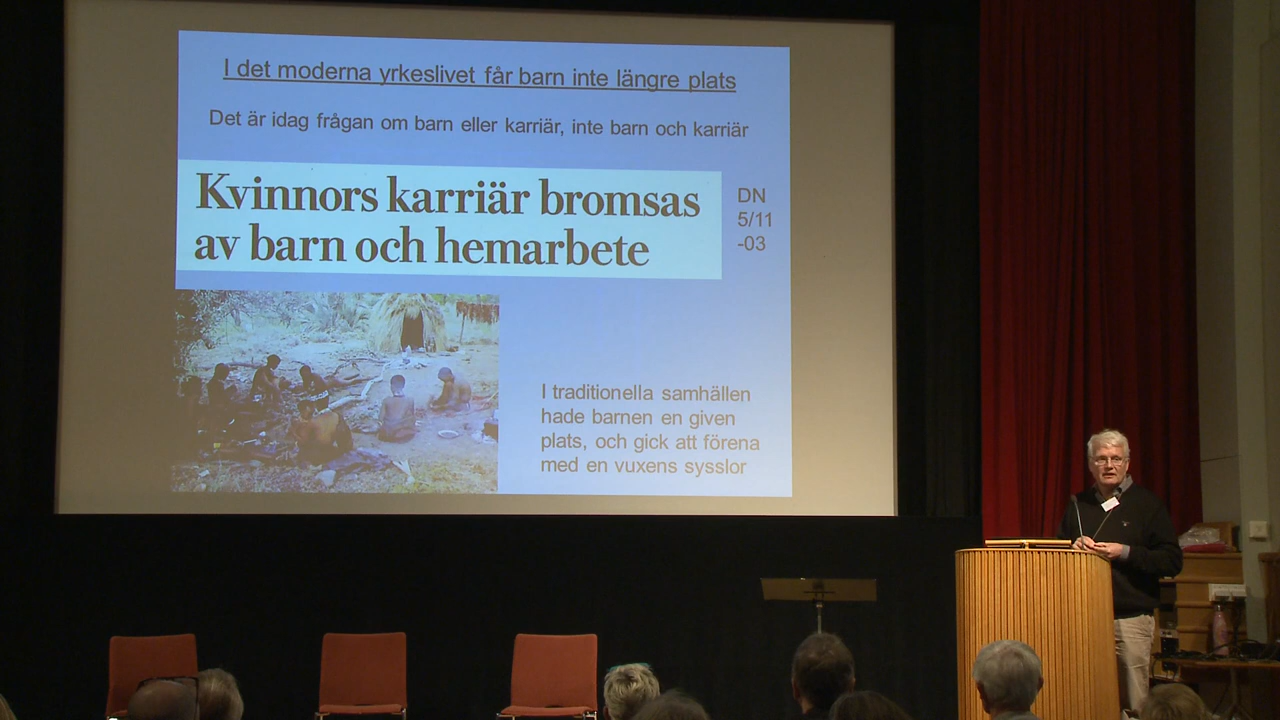 I det moderna yrkeslivet får barn inte längre plats
Det är idag frågan om barn eller karriär, inte barn och karriär
Kvinnors karriär bromsas
av barn och hemarbete
DN
5/11
-03
I traditionella samhällen
hade barnen en given
plats, och gick att förena
med en vuxens sysslor